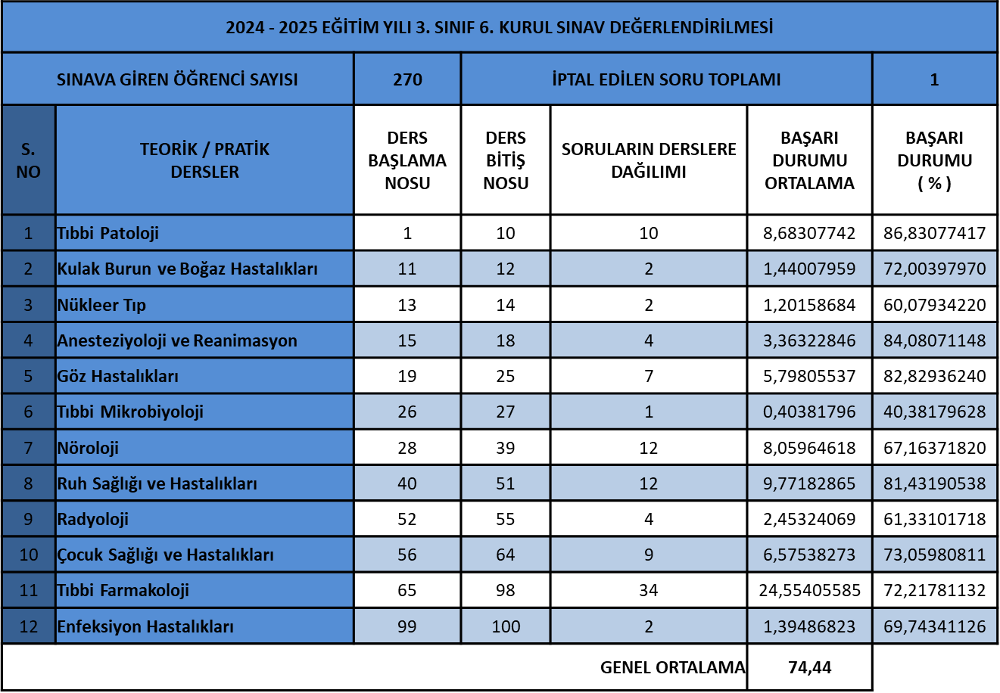 2024 - 2025 EĞİTİM YILI 3. SINIF 6. KURUL SINAV DEĞERLENDİRİLMESİ
SINAVA GİREN ÖĞRENCİ SAYISI 270 İPTAL EDİLEN SORU TOPLAMI 1
S. NO TEORİK / PRATİK DERSLER DERS BAŞLAMA NOSU DERS BİTİŞ NOSU SORULARIN DERSLERE DAĞILIMI BAŞARI DURUMU ORTALAMA BAŞARI DURUMU ( % )
1 Tıbbi Patoloji 1 10 10 8,68307742 86,83077417
2 Kulak Burun ve Boğaz Hastalıkları 11 12 2 1,44007959 72,00397970
3 Nükleer Tıp 13 14 2 1,20158684 60,07934220
4 Anesteziyoloji ve Reanimasyon 15 18 4 3,36322846 84,08071148
5 Göz Hastalıkları 19 25 7 5,79805537 82,82936240
6 Tıbbi Mikrobiyoloji 26 27 1 0,40381796 40,38179628
7 Nöroloji 28 39 12 8,05964618 67,16371820
8 Ruh Sağlığı ve Hastalıkları 40 51 12 9,77182865 81,43190538
9 Radyoloji 52 55 4 2,45324069 61,33101718
10 Çocuk Sağlığı ve Hastalıkları 56 64 9 6,57538273 73,05980811
11 Tıbbi Farmakoloji 65 98 34 24,55405585 72,21781132
12 Enfeksiyon Hastalıkları 99 100 2 1,39486823 69,74341126
GENEL ORTALAMA 74,44